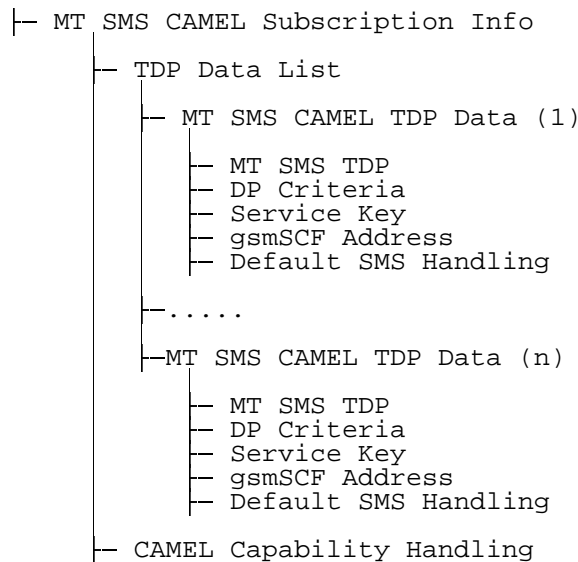 MT SMS CAMEL Subscription Info
TDP Data List
MT SMS CAMEL TDP Data (1)
MT SMS TDP
DP Criteria
Service Key
gsmSCF Address
Default SMS Handling
.....
MT SMS CAMEL TDP Data (n)
MT SMS TDP
DP Criteria
Service Key
gsmSCF Address
Default SMS Handling
CAMEL Capability Handling